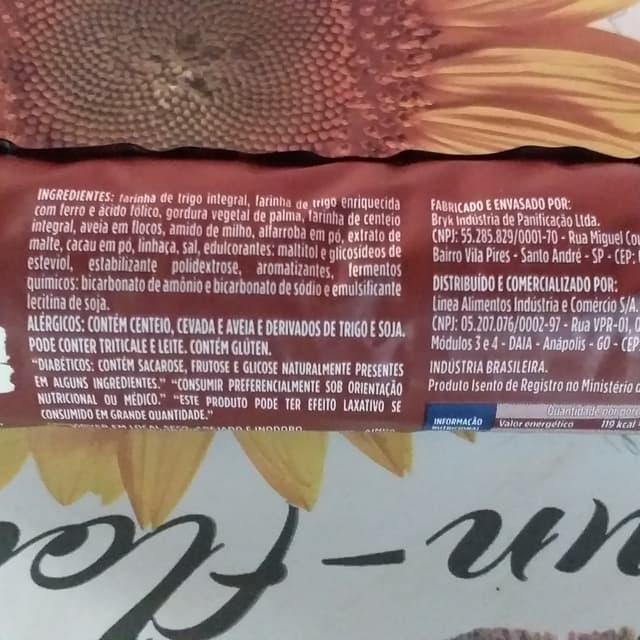 INGREDIENTES: farinha de trigo integral, farinha de trigo enriquecida
com ferro e ácido fólico, gordura vegetal de palma, farinha de centeio
integral, aveia em flocos, amido de milho, alfarroba em pó, extrato de
malte, cacau em pó, linhaça, sal, edulcorantes: maltitol e glicosídeos de
esteviol, estabilizante polidextrose, aromatizantes, fermentos
químicos: bicarbonato de amônio e bicarbonato de sódio e emulsificante
lecitina de soja.
ALÉRGICOS: CONTÉM CENTEIO, CEVADA E AVEIA E DERIVADOS DE TRIGO E SOJA.
PODE CONTER TRITICALE E LEITE. CONTÉM GLÚTEN.
"DIABÉTICOS: CONTÉM SACAROSE, FRUTOSE E GLICOSE NATURALMENTE PRESENTES
EM ALGUNS INGREDIENTES." "CONSUMIR PREFERENCIALMENTE SOB ORIENTAÇÃO
NUTRICIONAL OU MÉDICO." "ESTE PRODUTO PODE TER EFEITO LAXATIVO SE
CONSUMIDO EM GRANDE QUANTIDADE."
FABRICADO E ENVASADO POR:
Bryk Indústria de Panificação Ltda.
CNPJ: 55.285.829/0001-70 - Rua Miguel
Bairro Vila Pires - Santo André - SP - CEP:
DISTRIBUÍDO E COMERCIALIZADO POR:
Linea Alimentos Indústria e Comércio S/A.
CNPJ: 05.207.076/0002-97 - Rua VPR-01,
Módulos 3 e 4 - DAIA - Anápolis - GO - CEP
INDÚSTRIA BRASILEIRA.
Produto Isento de Registro no Ministério
INFORMAÇÃO
NUTRICIONAL
Quantidade por
Valor energético 119 kcal